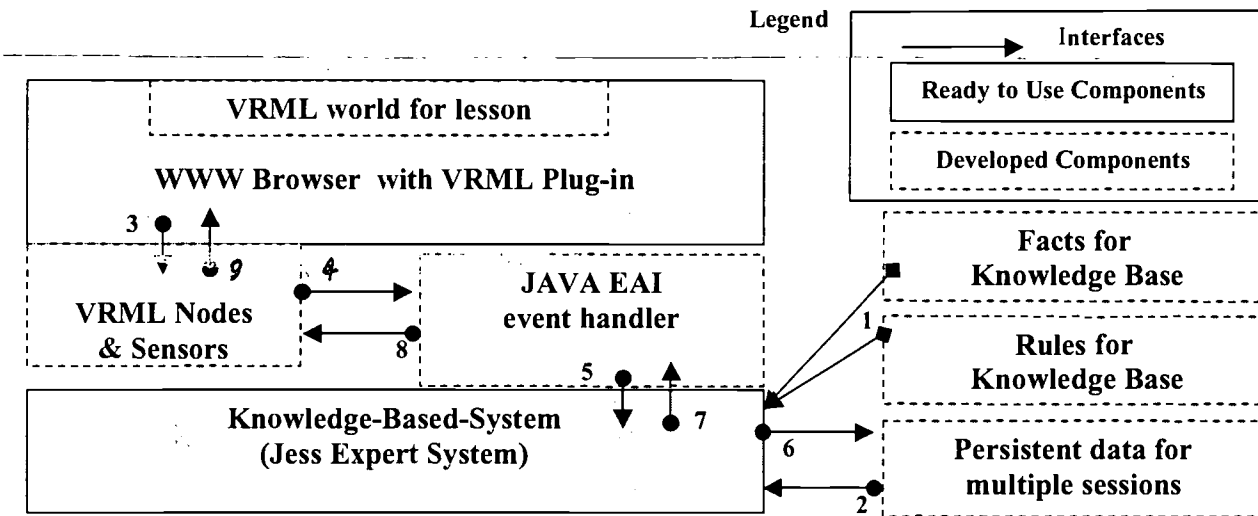 Legend
Interfaces
Ready to Use Components
Developed Components
VRML world for lesson
WWW Browser with VRML Plug-in
3
9
4
VRML Nodes
& Sensors
8
JAVA EAI
event handler
5
7
Knowledge-Based-System
(Jess Expert System)
6
2
1
Facts for
Knowledge Base
Rules for
Knowledge Base
Persistent data for
multiple sessions